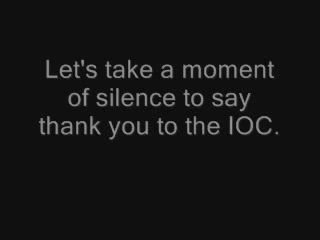 Let's take a moment
of silence to say
thank you to the IOC.